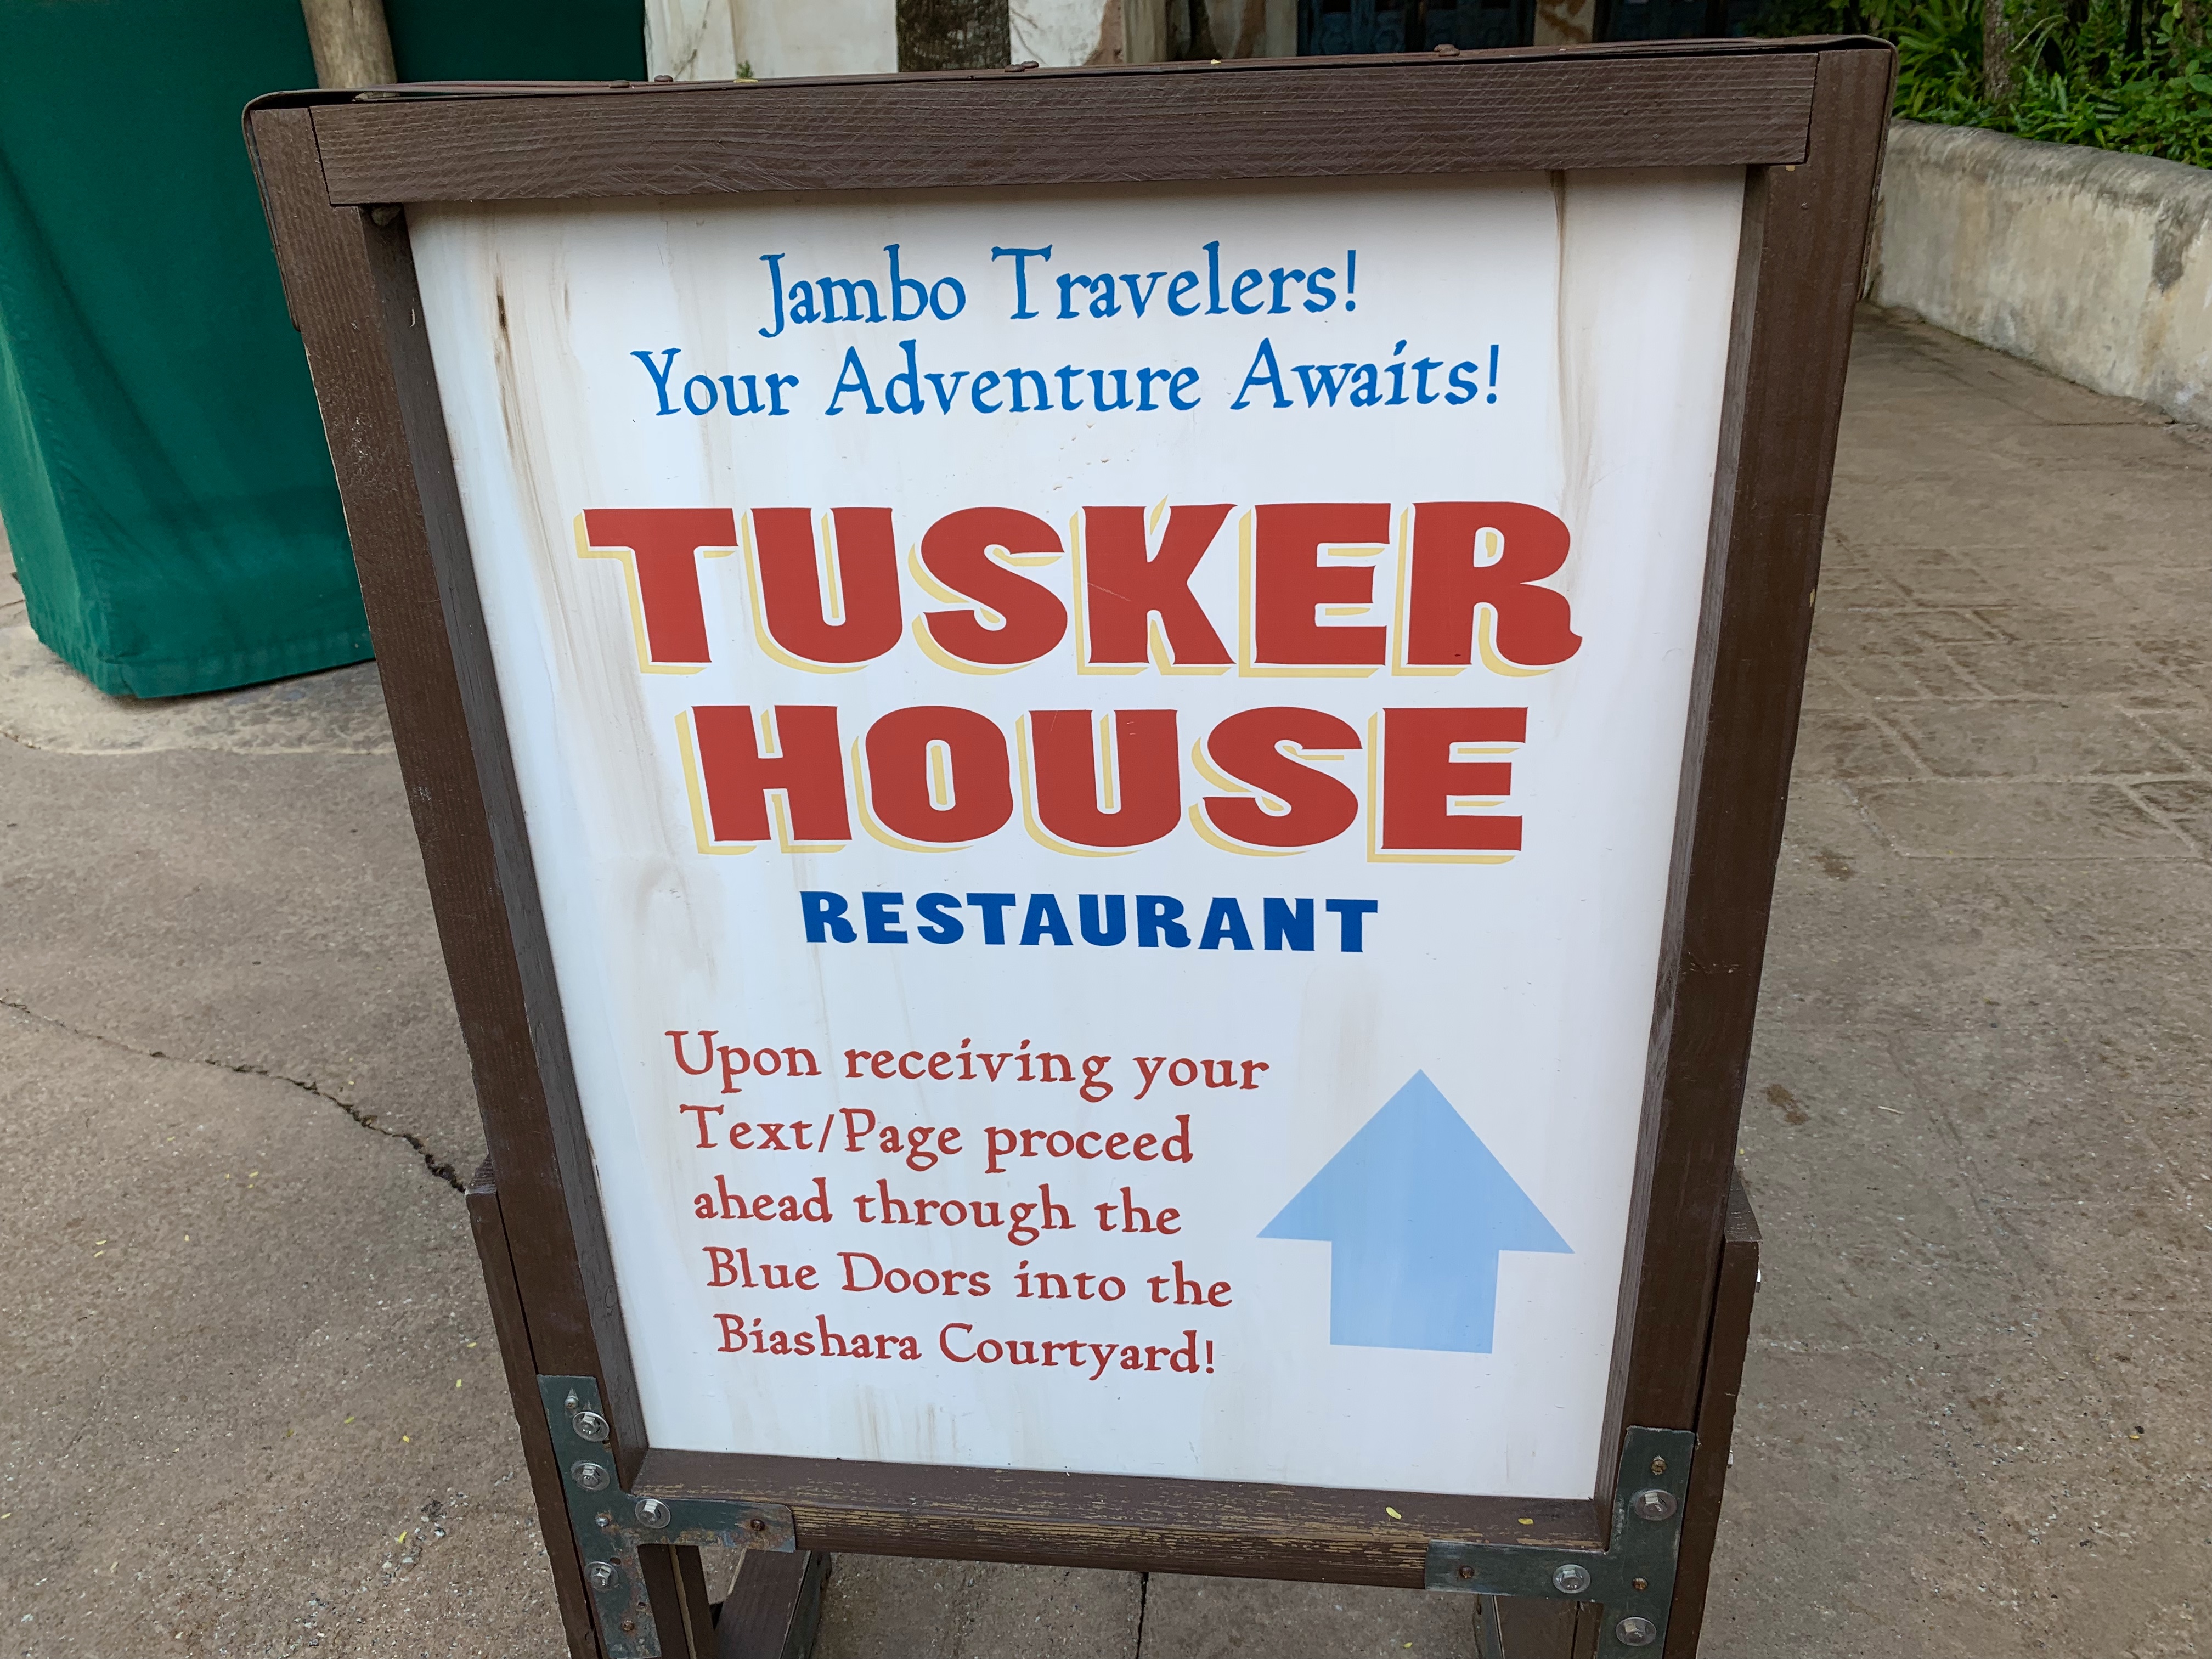 Jambo Travelers!
Your Adventure Awaits!
TUSKER
HOUSE
RESTAURANT
Upon receiving your
Text/Page proceed
ahead through the
Blue Doors into the
Biashara Courtyard!